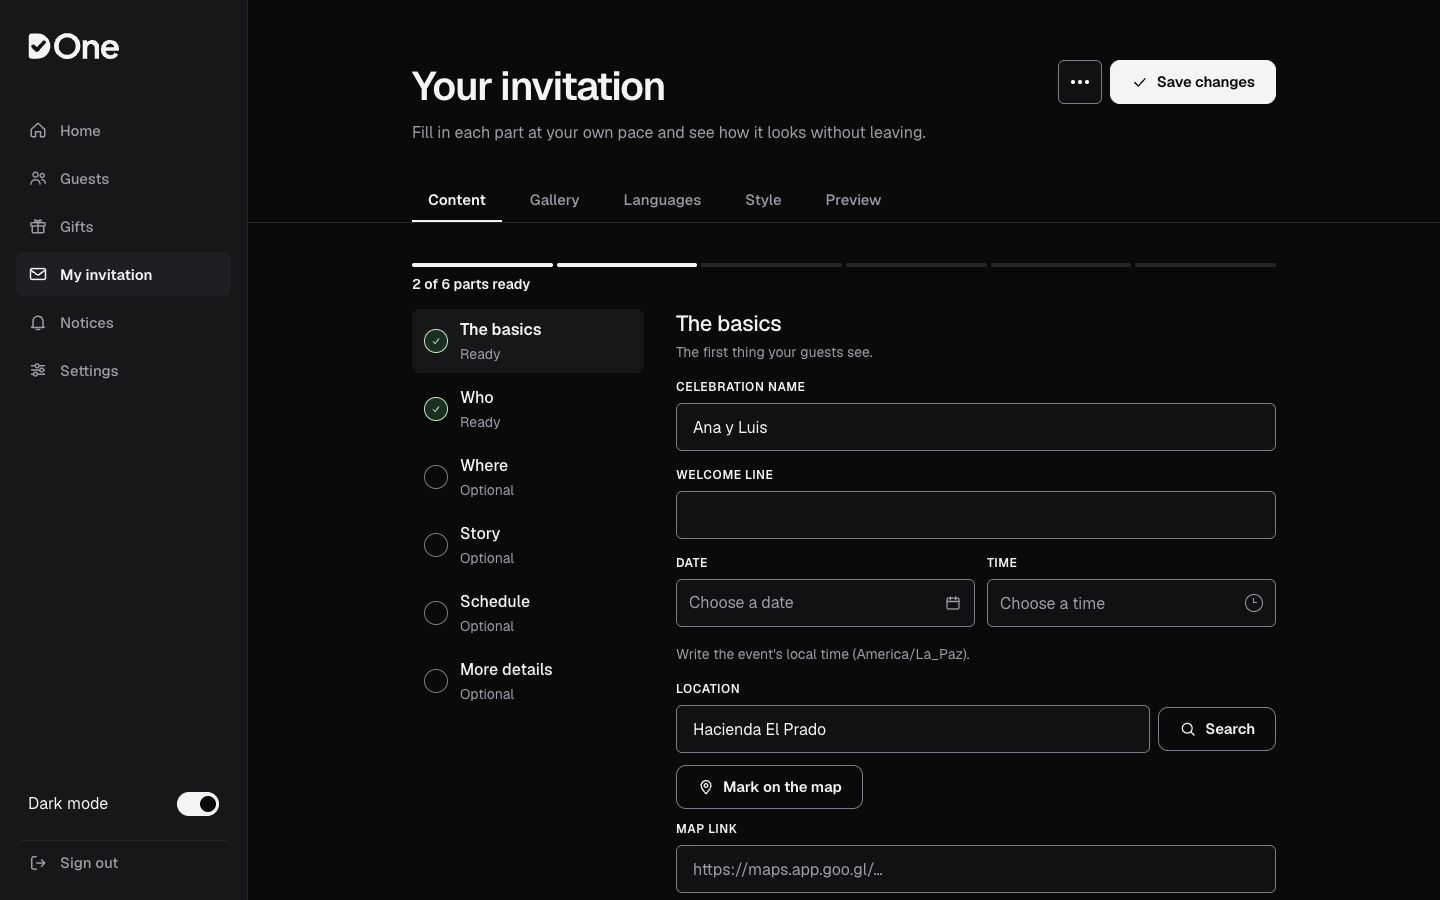 DOne
Home
Guests
Gifts
My invitation
Notices
Settings
Dark mode
Sign out
Your invitation
Save changes
Fill in each part at your own pace and see how it looks without leaving.
Content Gallery Languages Style Preview
2 of 6 parts ready
The basics
Ready
Who
Ready
Where
Optional
Story
Optional
Schedule
Optional
More details
Optional
The basics
The first thing your guests see.
CELEBRATION NAME
Ana y Luis
WELCOME LINE
DATE TIME
Choose a date Choose a time
Write the event's local time (America/La_Paz).
LOCATION
Hacienda El Prado Search
Mark on the map
MAP LINK
https://maps.app.goo.gl/...